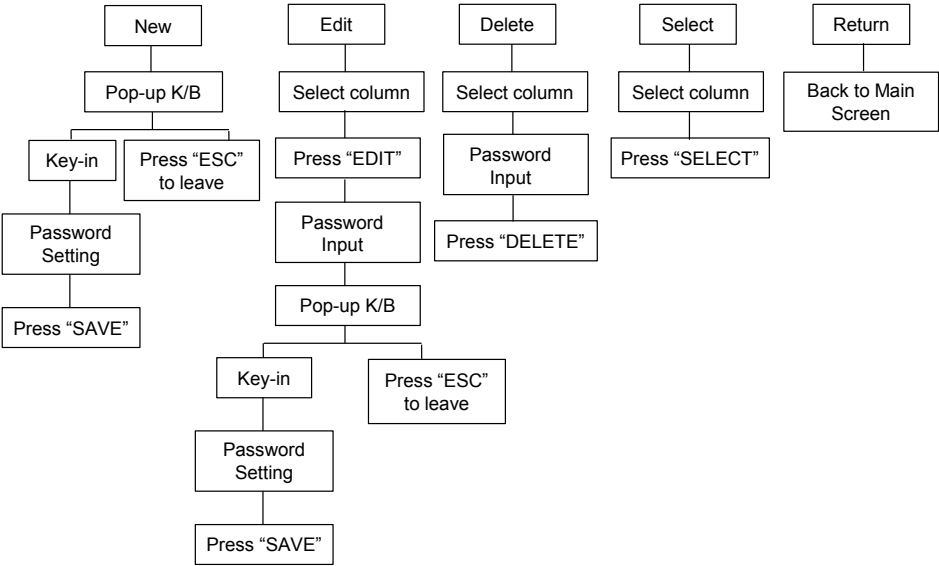 New
Pop-up K/B
Key-in
Press “ESC”
to leave
Password
Setting
Press “SAVE”
Edit
Select column
Press “EDIT”
Password
Input
Pop-up K/B
Key-in
Press “ESC”
to leave
Password
Setting
Press “SAVE”
Delete
Select column
Password
Input
Press “DELETE”
Select
Select column
Press “SELECT”
Return
Back to Main
Screen